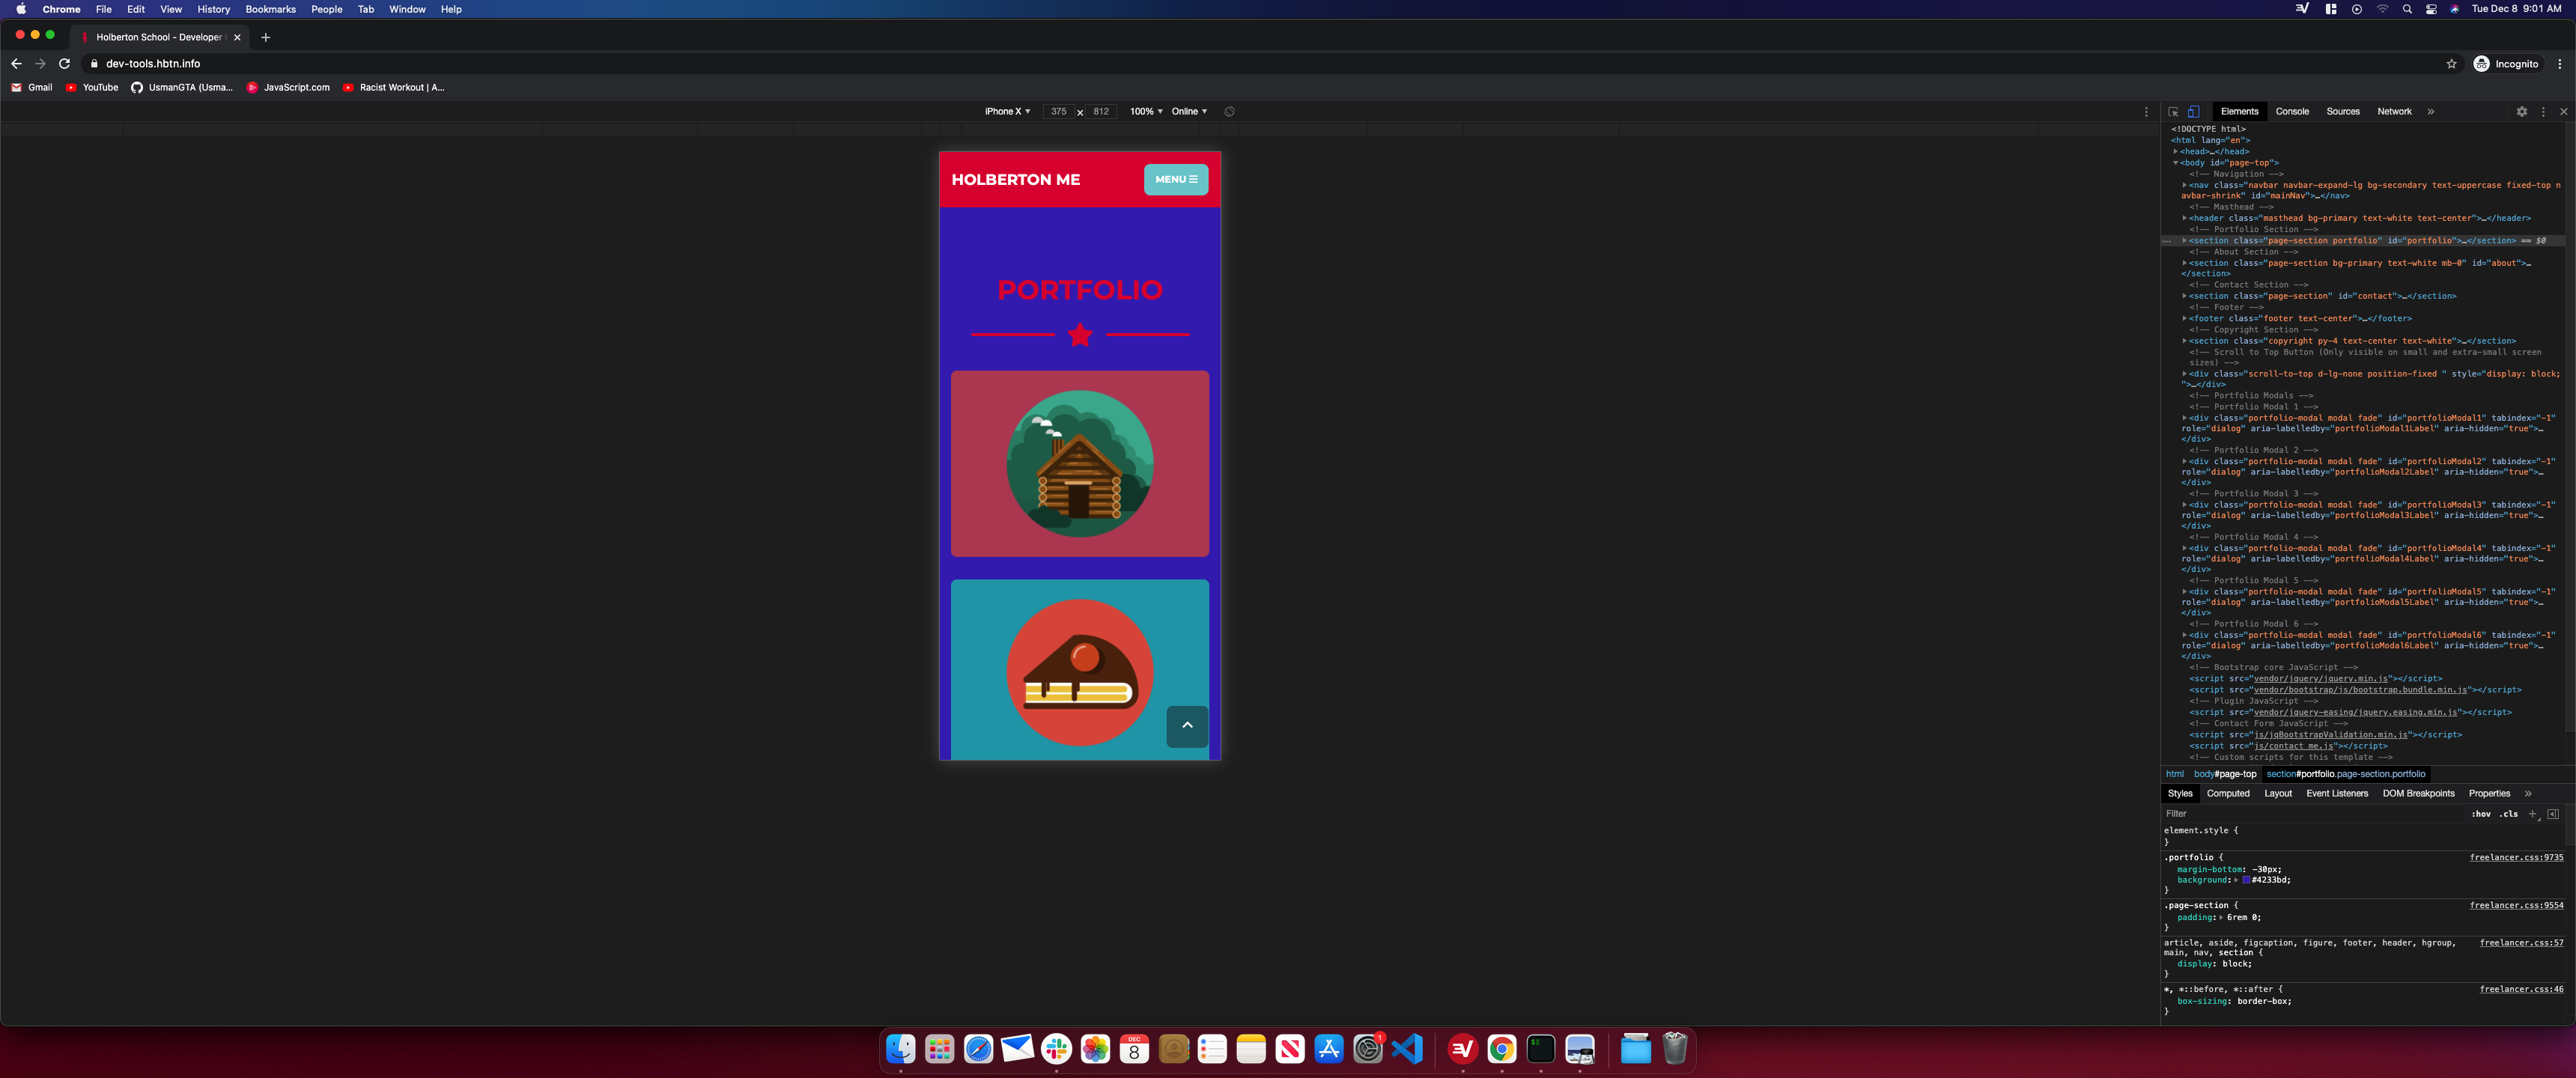 Chrome File Edit View History Bookmarks People Tab Window Help Tue Dec 8 9:01 AM
Holberton School - Developer
dev-tools.hbtn.info Incognito
Gmail YouTube UsmanGTA (Usma... JavaScript.com Racist Workout | A...
iPhone X 375 x 812 100% Online
Elements Console Sources Network »
HOLBERTON ME MENU
PORTFOLIO
<!DOCTYPE html>
<html lang="en">
<head>…</head>
<body id="page-top">
<!-- Navigation -->
<nav class="navbar navbar-expand-lg bg-secondary text-uppercase fixed-top n
avbar-shrink" id="mainNav">…</nav>
<!-- Masthead -->
<header class="masthead bg-primary text-white text-center">…</header>
<!-- Portfolio Section -->
… <section class="page-section portfolio" id="portfolio">…</section> == $0
<!-- About Section -->
<section class="page-section bg-primary text-white mb-0" id="about">…
</section>
<!-- Contact Section -->
<section class="page-section" id="contact">…</section>
<!-- Footer -->
<footer class="footer text-center">…</footer>
<!-- Copyright Section -->
<section class="copyright py-4 text-center text-white">…</section>
<!-- Scroll to Top Button (Only visible on small and extra-small screen
sizes) -->
<div class="scroll-to-top d-lg-none position-fixed " style="display: block;
">…</div>
<!-- Portfolio Modals -->
<!-- Portfolio Modal 1 -->
<div class="portfolio-modal modal fade" id="portfolioModal1" tabindex="-1"
role="dialog" aria-labelledby="portfolioModal1Label" aria-hidden="true">…
</div>
<!-- Portfolio Modal 2 -->
<div class="portfolio-modal modal fade" id="portfolioModal2" tabindex="-1"
role="dialog" aria-labelledby="portfolioModal2Label" aria-hidden="true">…
</div>
<!-- Portfolio Modal 3 -->
<div class="portfolio-modal modal fade" id="portfolioModal3" tabindex="-1"
role="dialog" aria-labelledby="portfolioModal3Label" aria-hidden="true">…
</div>
<!-- Portfolio Modal 4 -->
<div class="portfolio-modal modal fade" id="portfolioModal4" tabindex="-1"
role="dialog" aria-labelledby="portfolioModal4Label" aria-hidden="true">…
</div>
<!-- Portfolio Modal 5 -->
<div class="portfolio-modal modal fade" id="portfolioModal5" tabindex="-1"
role="dialog" aria-labelledby="portfolioModal5Label" aria-hidden="true">…
</div>
<!-- Portfolio Modal 6 -->
<div class="portfolio-modal modal fade" id="portfolioModal6" tabindex="-1"
role="dialog" aria-labelledby="portfolioModal6Label" aria-hidden="true">…
</div>
<!-- Bootstrap core JavaScript -->
<script src="vendor/jquery/jquery.min.js"></script>
<script src="vendor/bootstrap/js/bootstrap.bundle.min.js"></script>
<!-- Plugin JavaScript -->
<script src="vendor/jquery-easing/jquery.easing.min.js"></script>
<!-- Contact Form JavaScript -->
<script src="js/jqBootstrapValidation.min.js"></script>
<script src="js/contact_me.js"></script>
<!-- Custom scripts for this template -->
html body#page-top section#portfolio.page-section.portfolio
Styles Computed Layout Event Listeners DOM Breakpoints Properties »
Filter :hov .cls +
element.style {
}
.portfolio { freelancer.css:9735
margin-bottom: -30px;
background: #4233bd;
}
.page-section { freelancer.css:9554
padding: 6rem 0;
}
article, aside, figcaption, figure, footer, header, hgroup, freelancer.css:57
main, nav, section {
display: block;
}
*, *::before, *::after { freelancer.css:46
box-sizing: border-box;
}
DEC
8
1